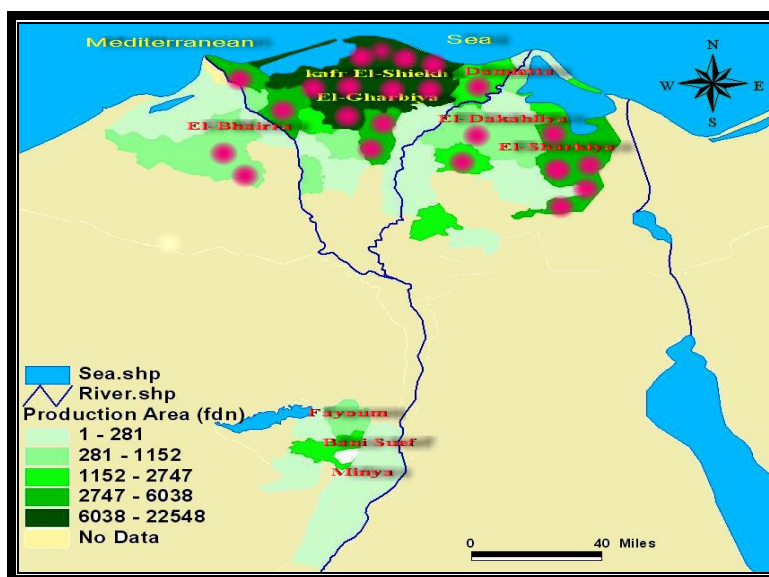 Mediterranean Sea
N
W E
S
kafr El-Shiekh
Damietta
El-Gharbiya
El-Bhairra
El-Dakahliya
El-Sharkiya
Sea.shp
River.shp
Production Area (fdn)
1 - 281
281 - 1152
1152 - 2747
2747 - 6038
6038 - 22548
No Data
Fayoum
Bani Suef
Minya
0 40 Miles